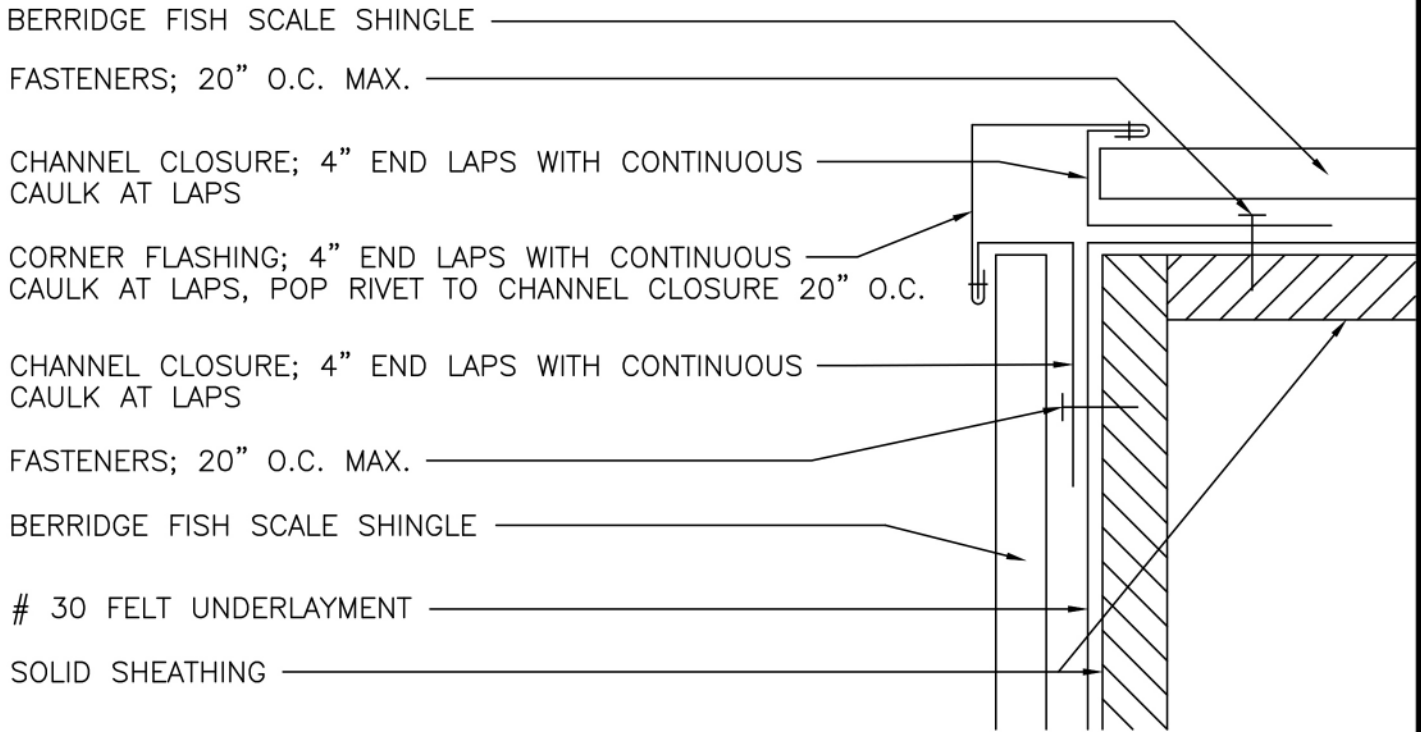 BERRIDGE FISH SCALE SHINGLE
FASTENERS; 20” O.C. MAX.
CHANNEL CLOSURE; 4” END LAPS WITH CONTINUOUS
CAULK AT LAPS
CORNER FLASHING; 4” END LAPS WITH CONTINUOUS
CAULK AT LAPS, POP RIVET TO CHANNEL CLOSURE 20” O.C.
CHANNEL CLOSURE; 4” END LAPS WITH CONTINUOUS
CAULK AT LAPS
FASTENERS; 20” O.C. MAX.
BERRIDGE FISH SCALE SHINGLE
# 30 FELT UNDERLAYMENT
SOLID SHEATHING